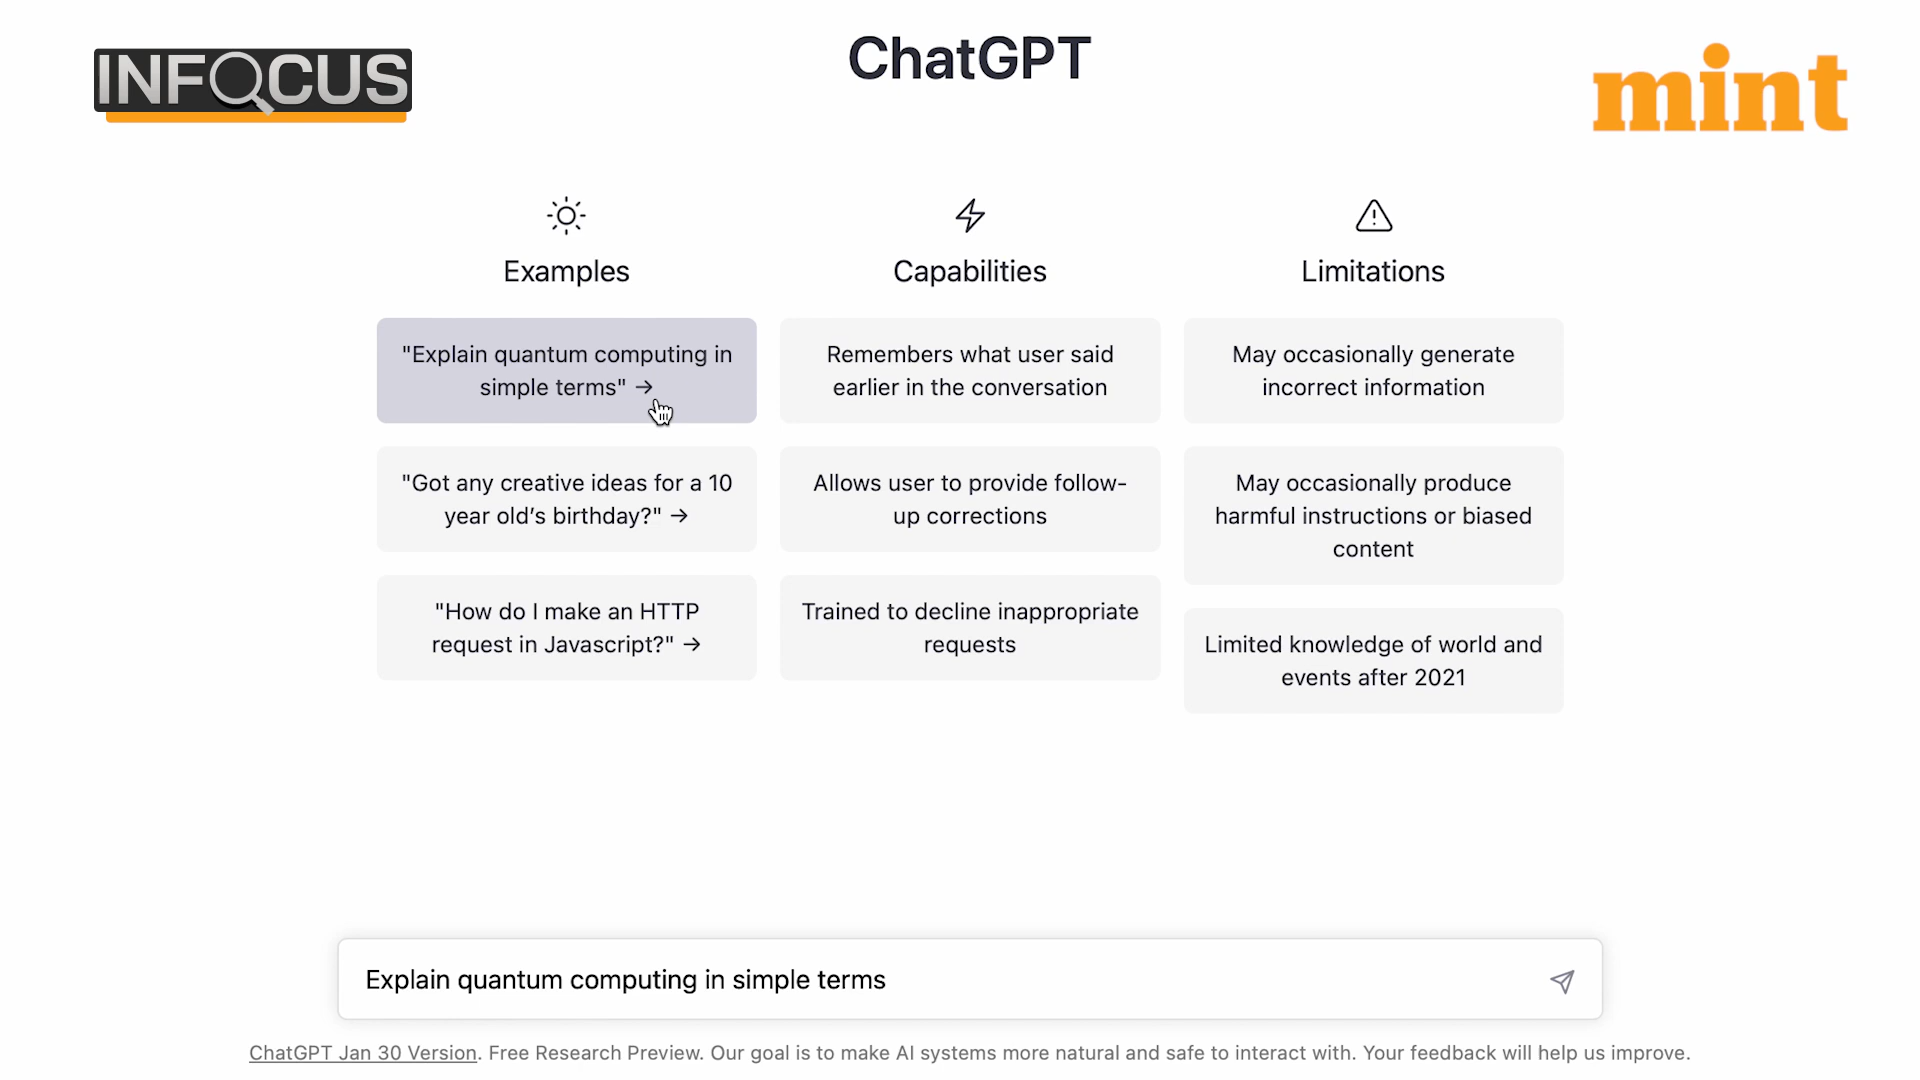 INFOCUS
ChatGPT
mint
Examples
Capabilities
Limitations
"Explain quantum computing in
simple terms" →
Remembers what user said
earlier in the conversation
May occasionally generate
incorrect information
"Got any creative ideas for a 10
year old's birthday?" →
Allows user to provide follow-
up corrections
May occasionally produce
harmful instructions or biased
content
"How do I make an HTTP
request in Javascript?" →
Trained to decline inappropriate
requests
Limited knowledge of world and
events after 2021
Explain quantum computing in simple terms
ChatGPT Jan 30 Version. Free Research Preview. Our goal is to make AI systems more natural and safe to interact with. Your feedback will help us improve.